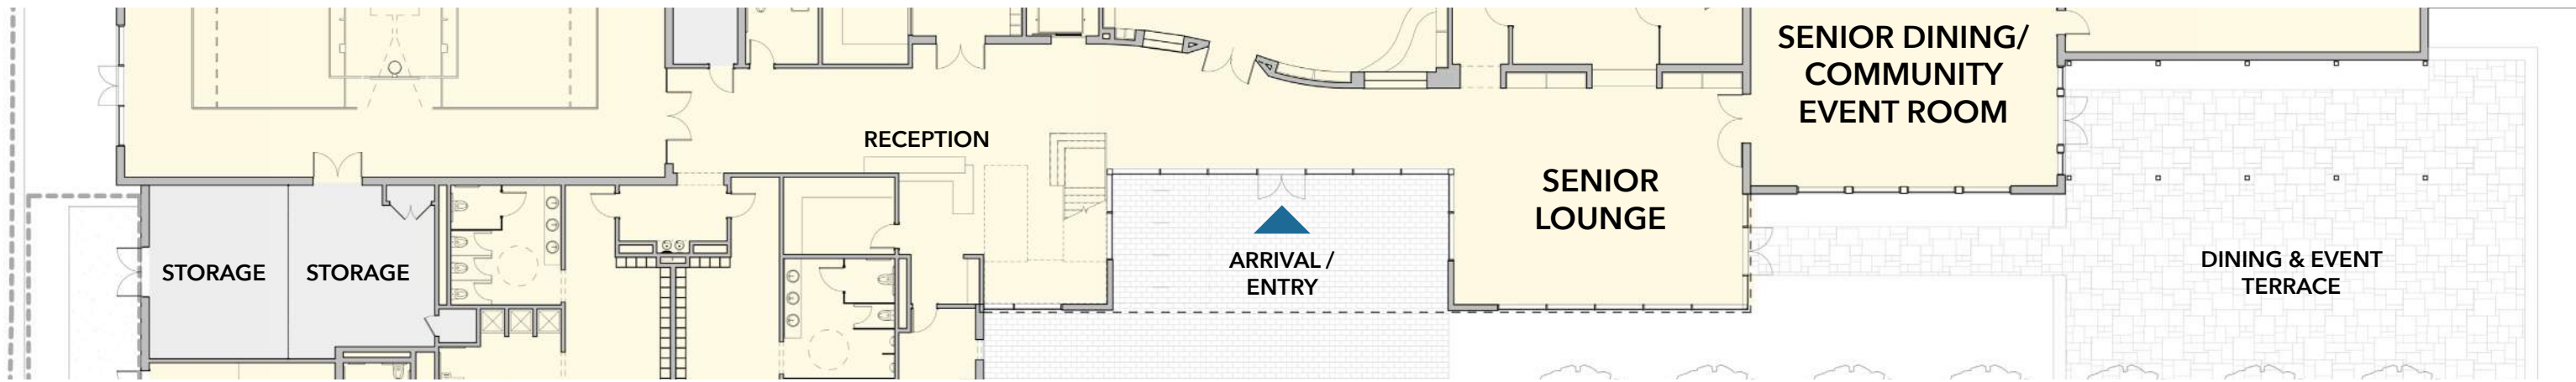 SENIOR DINING/
COMMUNITY
EVENT ROOM
RECEPTION
SENIOR
LOUNGE
STORAGE
STORAGE
ARRIVAL /
ENTRY
DINING & EVENT
TERRACE